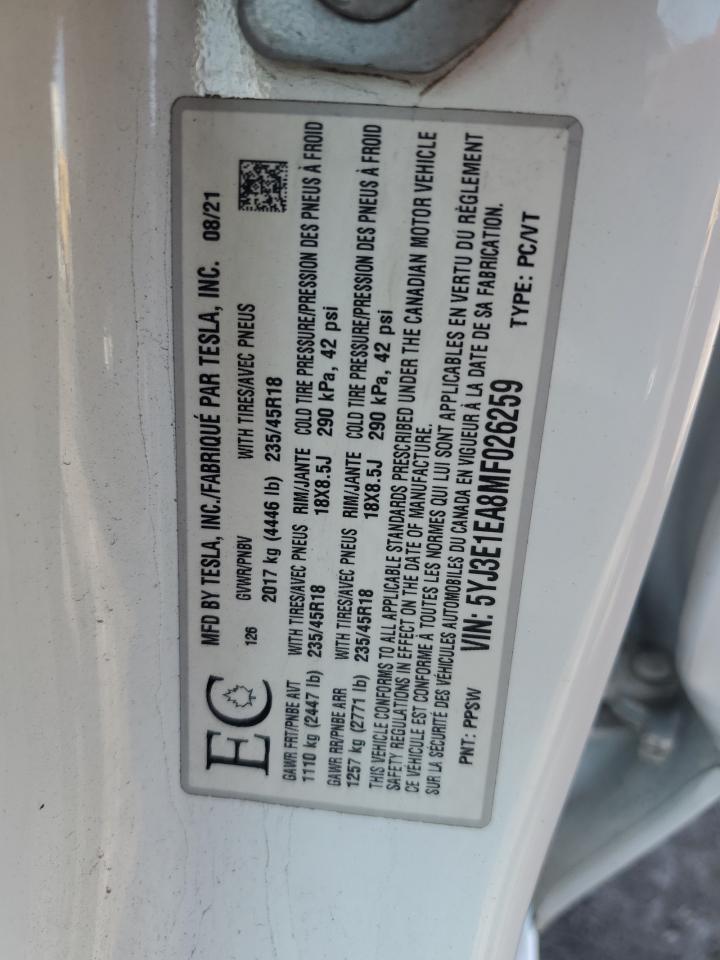 EC
MFD BY TESLA, INC./FABRIQUÉ PAR TESLA, INC. 08/21
126 GVWR/PNBV WITH TIRES/AVEC PNEUS
2017 kg (4446 lb) 235/45R18
GAWR FRT/PNBE AVT WITH TIRES/AVEC PNEUS RIM/JANTE COLD TIRE PRESSURE/PRESSION DES PNEUS À FROID
1110 kg (2447 lb) 235/45R18 18X8.5J 290 kPa, 42 psi
GAWR RR/PNBE ARR WITH TIRES/AVEC PNEUS RIM/JANTE COLD TIRE PRESSURE/PRESSION DES PNEUS À FROID
1257 kg (2771 lb) 235/45R18 18X8.5J 290 kPa, 42 psi
THIS VEHICLE CONFORMS TO ALL APPLICABLE STANDARDS PRESCRIBED UNDER THE CANADIAN MOTOR VEHICLE
SAFETY REGULATIONS IN EFFECT ON THE DATE OF MANUFACTURE.
CE VÉHICULE EST CONFORME À TOUTES LES NORMES QUI LUI SONT APPLICABLES EN VERTU DU RÈGLEMENT
SUR LA SÉCURITÉ DES VÉHICULES AUTOMOBILES DU CANADA EN VIGUEUR À LA DATE DE SA FABRICATION.
PNT: PPSW VIN: 5YJ3E1EA8MF026259 TYPE: PC/VT